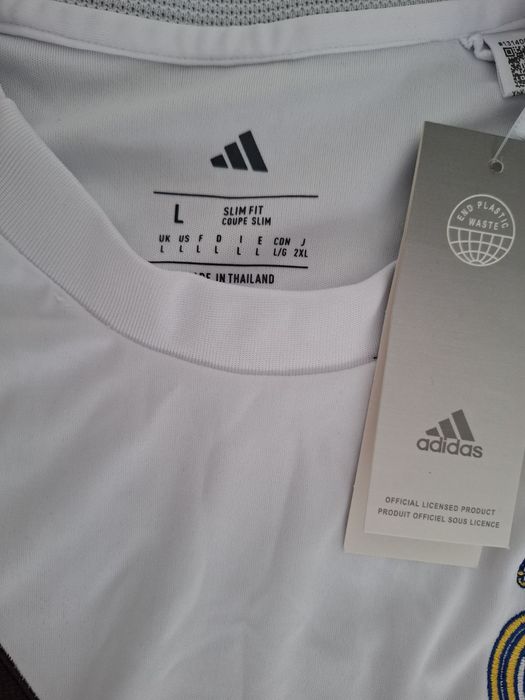 L
SLIM FIT
COUPE SLIM
UK US F D I E CDN J
L L L L L L L/G 2XL
IN THAILAND
END PLASTIC
WASTE
adidas
OFFICIAL LICENSED PRODUCT
PRODUIT OFFICIEL SOUS LICENCE